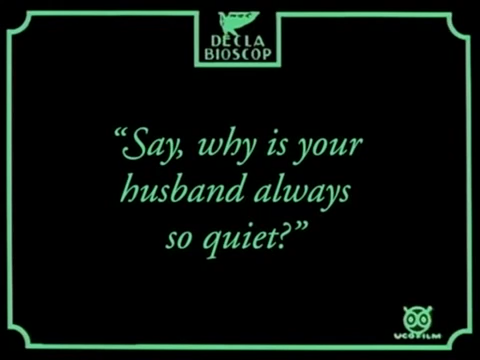 DECLA
BIOSCOP
“Say, why is your
husband always
so quiet?”
UCOFILM